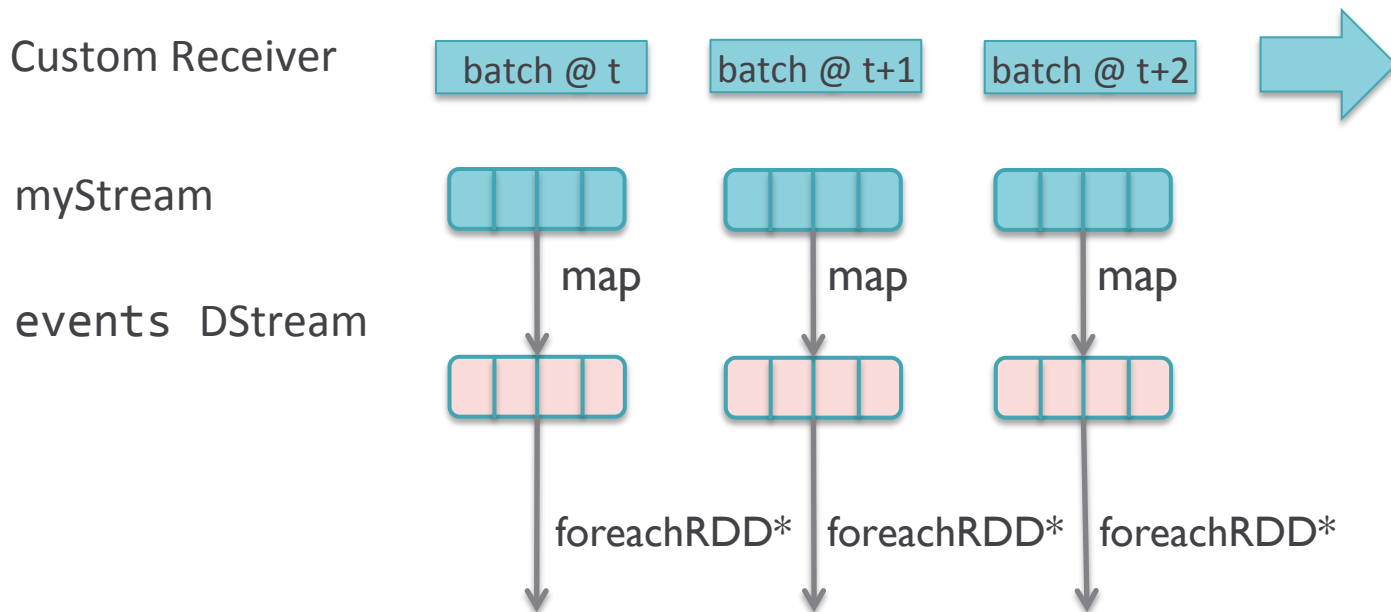 Custom Receiver batch @ t batch @ t+1 batch @ t+2
myStream
map map map
events DStream
foreachRDD* foreachRDD* foreachRDD*